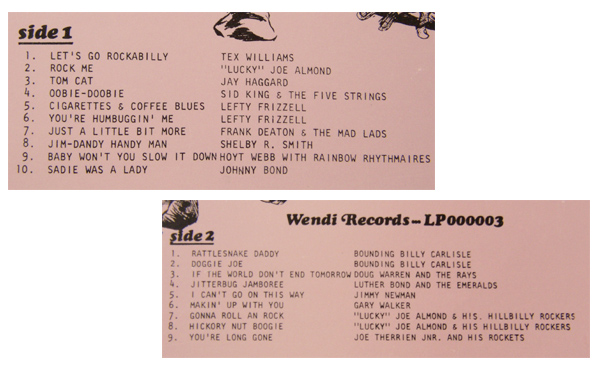 side 1
1. LET'S GO ROCKABILLY TEX WILLIAMS
2. ROCK ME "LUCKY" JOE ALMOND
3. TOM CAT JAY HAGGARD
4. OOBIE-DOOBIE SID KING & THE FIVE STRINGS
5. CIGARETTES & COFFEE BLUES LEFTY FRIZZELL
6. YOU'RE HUMBUGGIN' ME LEFTY FRIZZELL
7. JUST A LITTLE BIT MORE FRANK DEATON & THE MAD LADS
8. JIM-DANDY HANDY MAN SHELBY R. SMITH
9. BABY WON'T YOU SLOW IT DOWN HOYT WEBB WITH RAINBOW RHYTHMAIRES
10. SADIE WAS A LADY JOHNNY BOND
Wendi Records – LP000003
side 2
1. RATTLESNAKE DADDY BOUNDING BILLY CARLISLE
2. DOGGIE JOE BOUNDING BILLY CARLISLE
3. IF THE WORLD DON'T END TOMORROW DOUG WARREN AND THE RAYS
4. JITTERBUG JAMBOREE LUTHER BOND AND THE EMERALDS
5. I CAN'T GO ON THIS WAY JIMMY NEWMAN
6. MAKIN' UP WITH YOU GARY WALKER
7. GONNA ROLL AN ROCK "LUCKY" JOE ALMOND & HIS. HILLBILLY ROCKERS
8. HICKORY NUT BOOGIE "LUCKY" JOE ALMOND & HIS HILLBILLY ROCKERS
9. YOU'RE LONG GONE JOE THERRIEN JNR. AND HIS ROCKETS